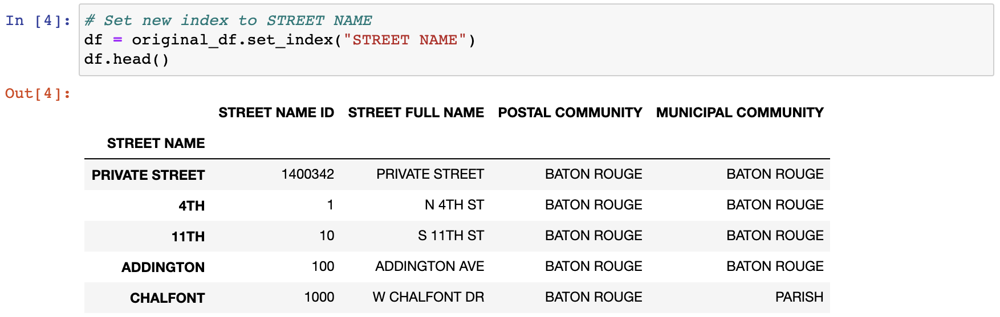 In [4]: # Set new index to STREET NAME
df = original_df.set_index("STREET NAME")
df.head()
Out[4]:
STREET NAME ID STREET FULL NAME POSTAL COMMUNITY MUNICIPAL COMMUNITY
STREET NAME
PRIVATE STREET 1400342 PRIVATE STREET BATON ROUGE BATON ROUGE
4TH 1 N 4TH ST BATON ROUGE BATON ROUGE
11TH 10 S 11TH ST BATON ROUGE BATON ROUGE
ADDINGTON 100 ADDINGTON AVE BATON ROUGE BATON ROUGE
CHALFONT 1000 W CHALFONT DR BATON ROUGE PARISH